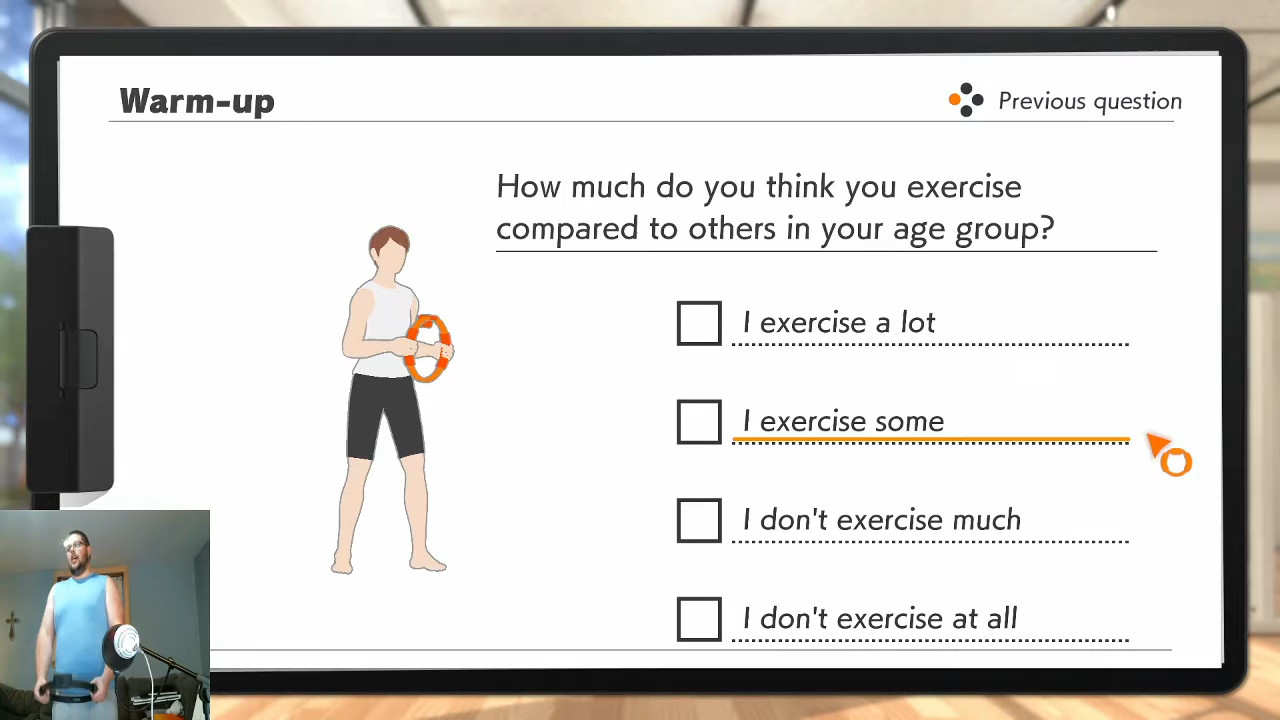 Warm-up
Previous question
How much do you think you exercise
compared to others in your age group?
I exercise a lot
I exercise some
I don't exercise much
I don't exercise at all